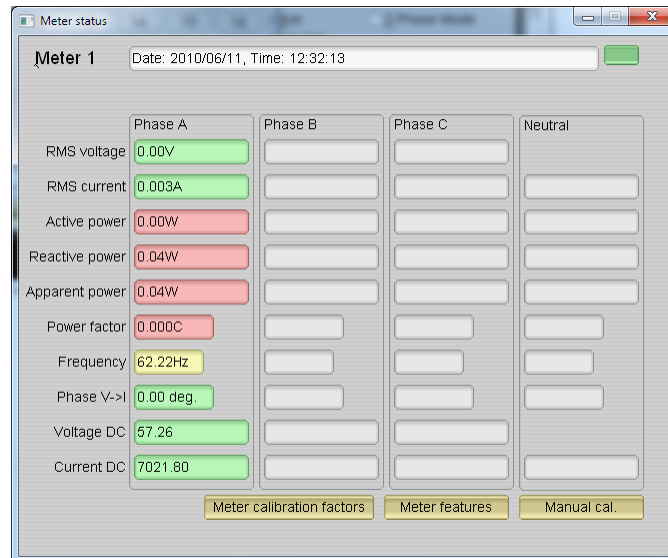 Meter status
Meter 1
Date: 2010/06/11, Time: 12:32:13
Phase A
Phase B
Phase C
Neutral
RMS voltage 0.00V
RMS current 0.003A
Active power 0.00W
Reactive power 0.04W
Apparent power 0.04W
Power factor 0.000C
Frequency 62.22Hz
Phase V->I 0.00 deg.
Voltage DC 57.26
Current DC 7021.80
Meter calibration factors
Meter features
Manual cal.